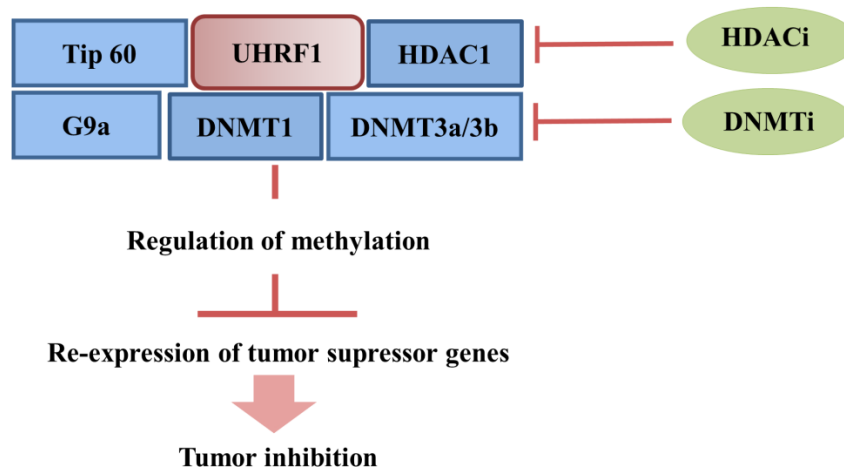 Tip 60
UHRF1
HDAC1
HDACi
G9a
DNMT1
DNMT3a/3b
DNMTi
Regulation of methylation
Re-expression of tumor supressor genes
Tumor inhibition